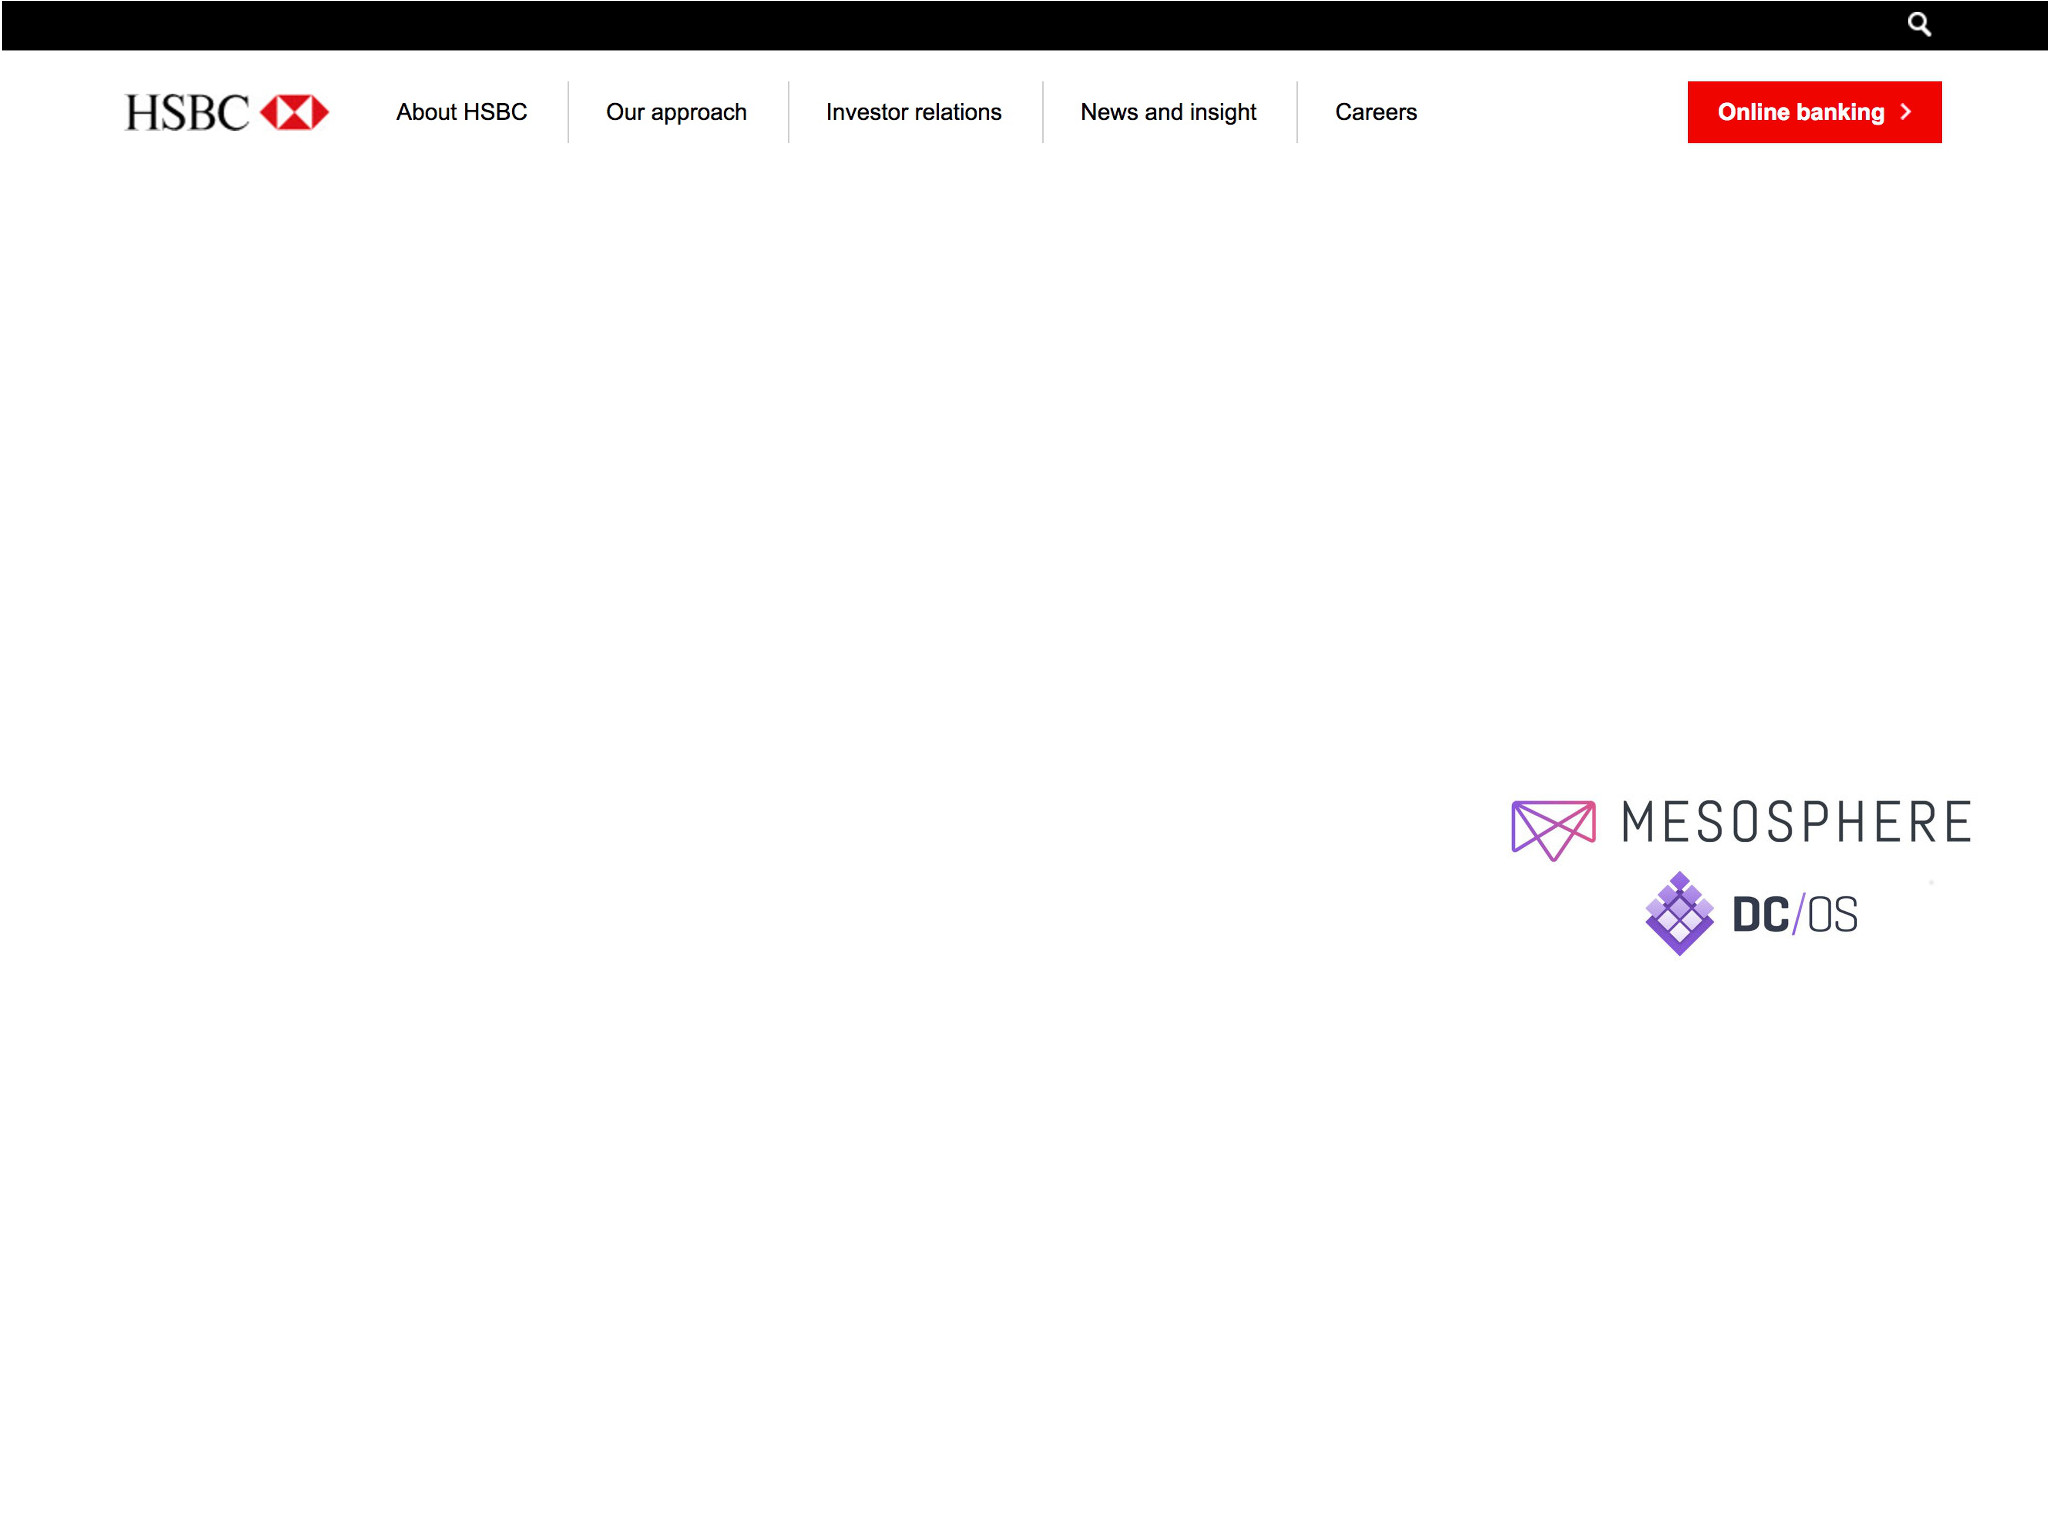 HSBC About HSBC Our approach Investor relations News and insight Careers Online banking
MESOSPHERE
DC/OS